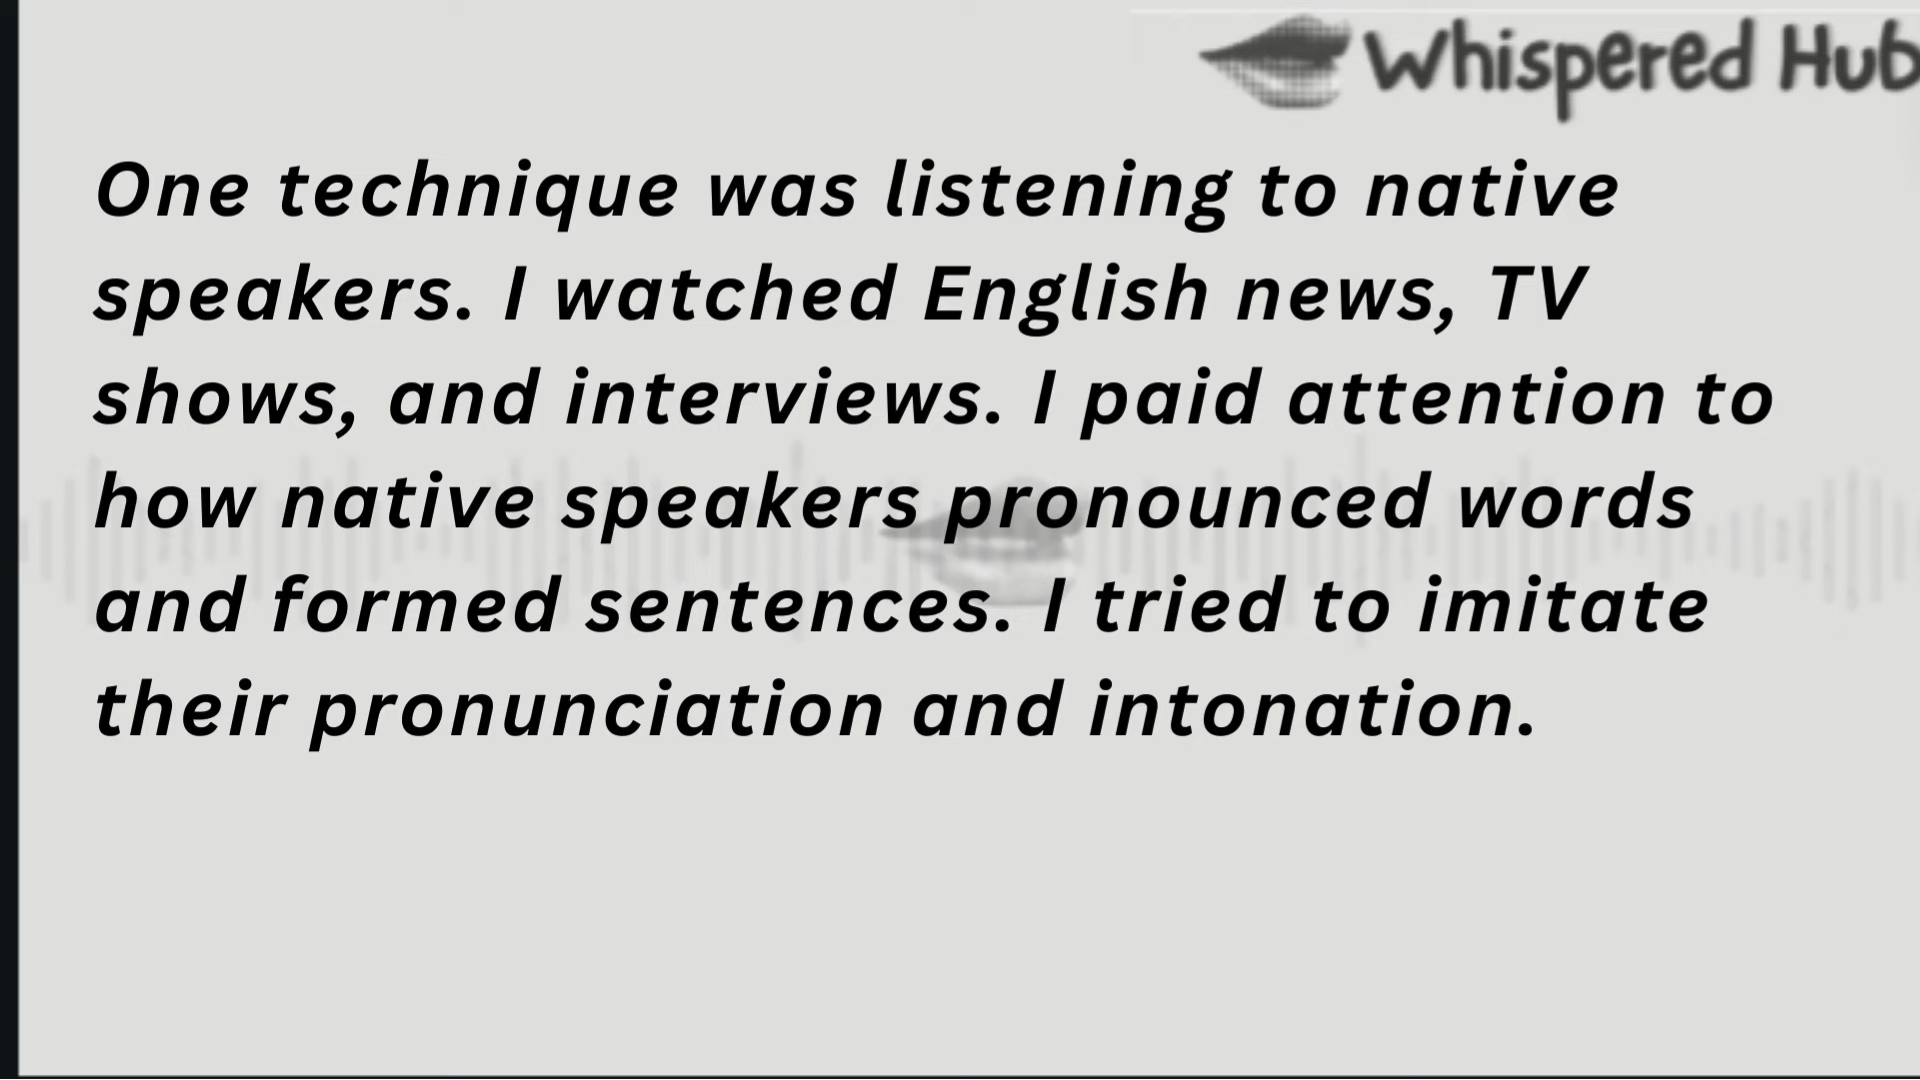 Whispered Hub
One technique was listening to native
speakers. I watched English news, TV
shows, and interviews. I paid attention to
how native speakers pronounced words
and formed sentences. I tried to imitate
their pronunciation and intonation.